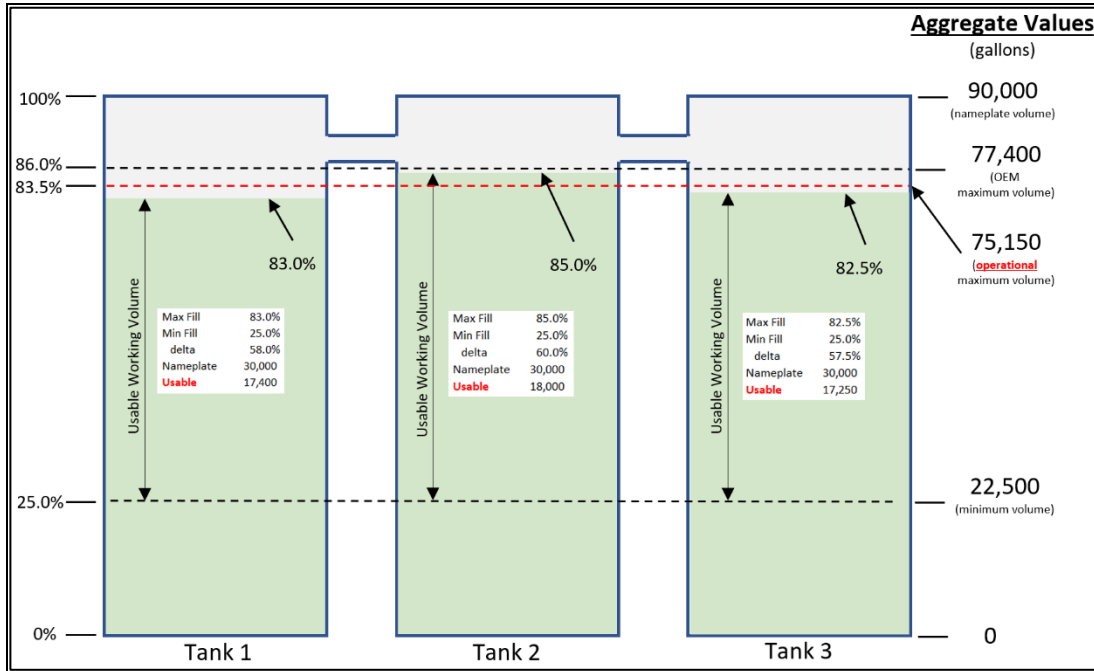 Aggregate Values
(gallons)
100%
90,000
(nameplate volume)
86.0%
77,400
(OEM
maximum volume)
83.5%
75,150
(operational
maximum volume)
83.0%
85.0%
82.5%
Usable Working Volume
Max Fill 83.0%
Min Fill 25.0%
delta 58.0%
Nameplate 30,000
Usable 17,400
Usable Working Volume
Max Fill 85.0%
Min Fill 25.0%
delta 60.0%
Nameplate 30,000
Usable 18,000
Usable Working Volume
Max Fill 82.5%
Min Fill 25.0%
delta 57.5%
Nameplate 30,000
Usable 17,250
25.0%
22,500
(minimum volume)
0%
0
Tank 1
Tank 2
Tank 3